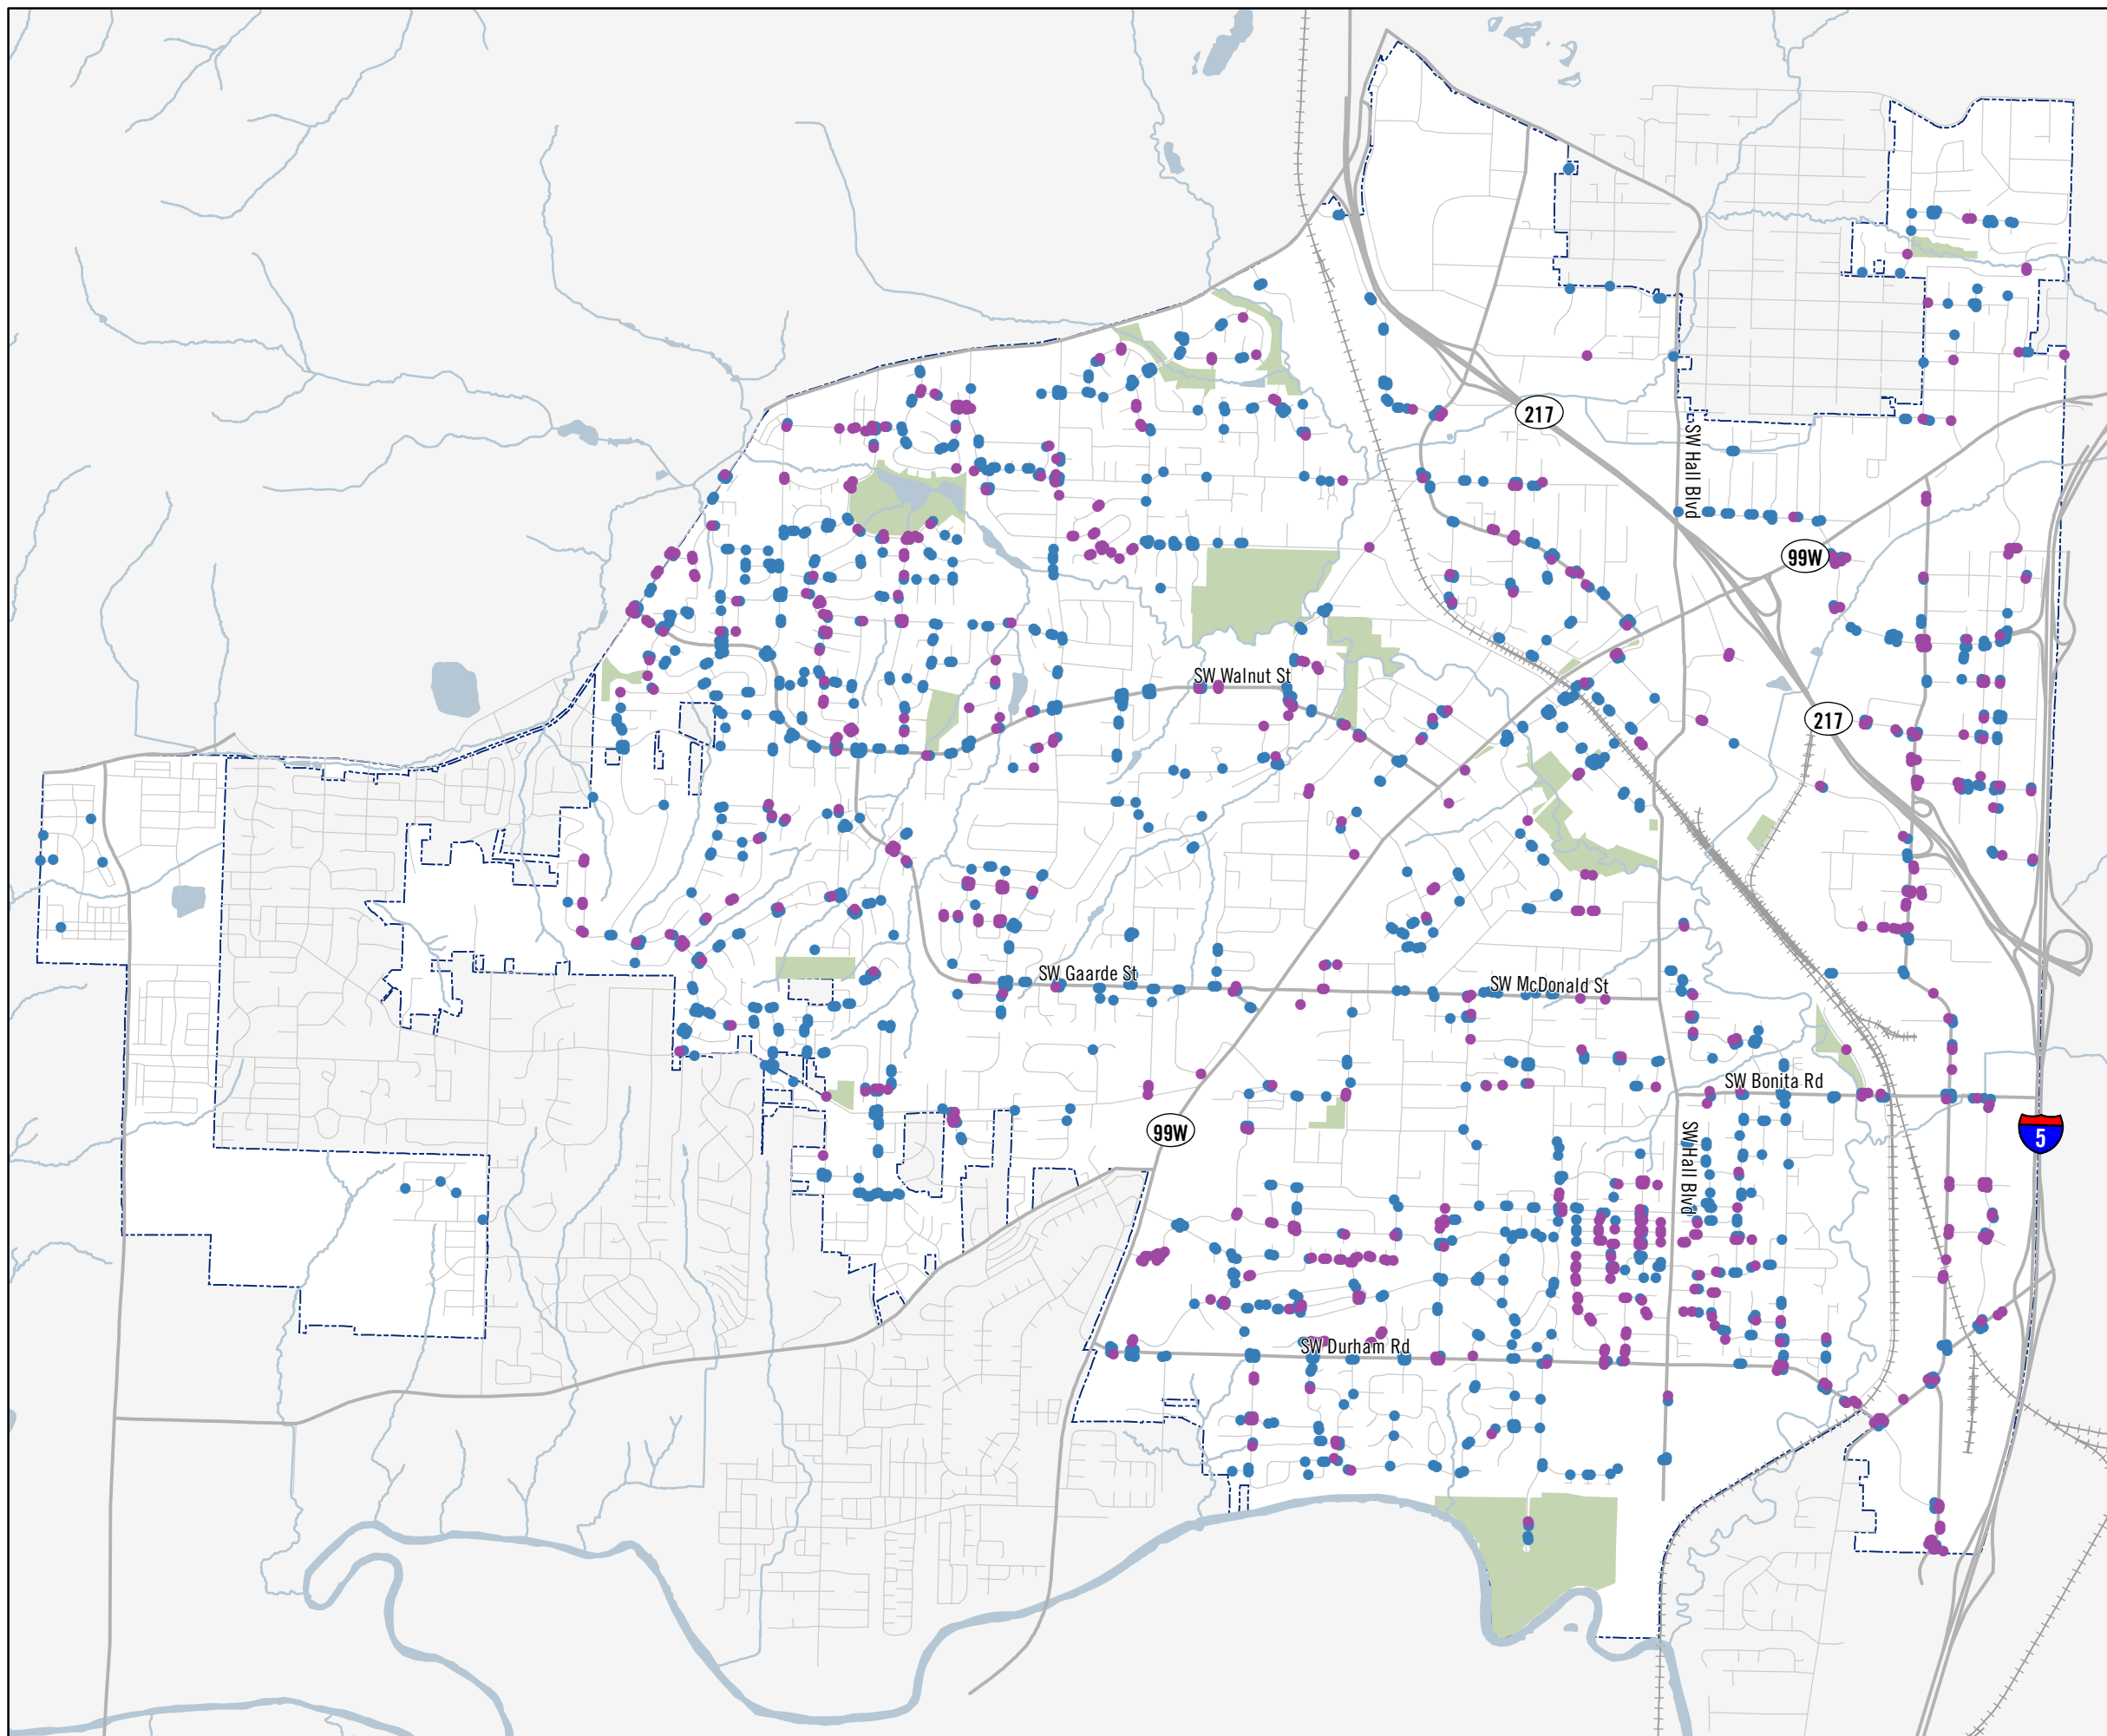 217
SW Hall Blvd
99W
SW Walnut St
217
SW Gaarde St
SW McDonald St
SW Bonita Rd
99W
5
SW Hall Blvd
SW Durham Rd